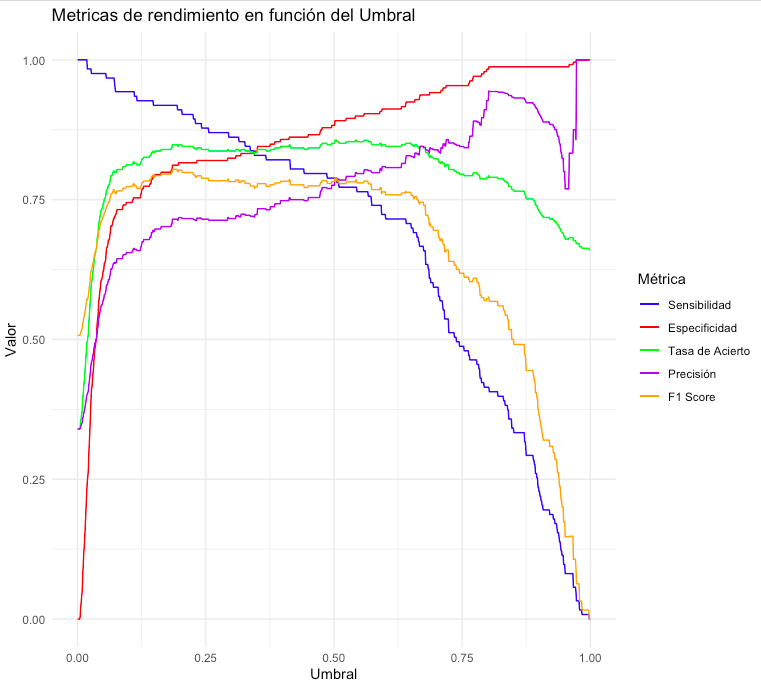 Metricas de rendimiento en función del Umbral
1.00
0.75
0.50
0.25
0.00
Valor
0.00 0.25 0.50 0.75 1.00
Umbral
Métrica
Sensibilidad
Especificidad
Tasa de Acierto
Precisión
F1 Score